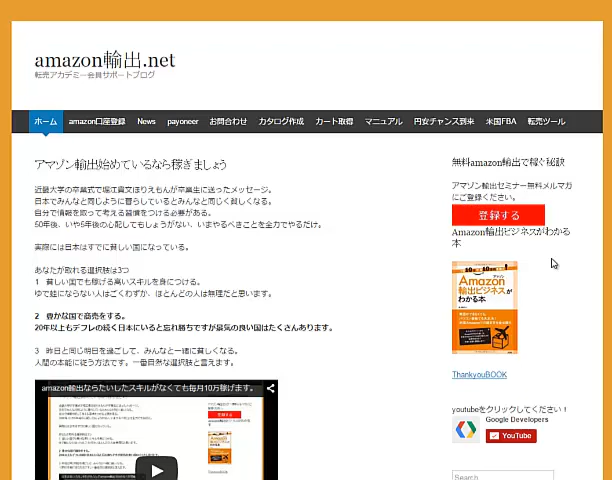 amazon輸出.net
転売アカデミー会員サポートブログ
ホーム amazon口座登録 News payoneer お問合わせ カタログ作成 カート取得 マニュアル 円安チャンス到来 米国FBA 転売ツール
アマゾン輸出始めているなら稼ぎましょう
近畿大学の卒業式で堀江貴文ほりえもんが卒業生に送ったメッセージ。
日本でみんなと同じように暮らしているとみんなと同じく貧しくなる。
自分で情報を取って考える習慣をつける必要がある。
50年後、いや5年後の心配してもしょうがない、いまやるべきことを全力でやるだけ。
実際には日本はすでに貧しい国になっている。
あなたが取れる選択肢は3つ
1　貧しい国でも稼げる高いスキルを身につける。
ゆで蛙にならない人はごくわずか、ほとんどの人は無理だと思います。
2　豊かな国で商売をする。
20年以上もデフレの続く日本にいると忘れ勝ちですが景気の良い国はたくさんあります。
3　昨日と同じ明日を過ごして、みんなと一緒に貧しくなる。
人間の本能に従う方法です。一番自然な選択肢と言えます。
amazon輸出ならたいしたスキルがなくても毎月10万稼げます。
無料amazon輸出で稼ぐ秘訣
アマゾン輸出セミナー無料メルマガ
にご登録ください。
登録する
Amazon輸出ビジネスがわかる
本
Amazon
輸出ビジネスが
わかる本
ThankyouBOOK
youtubeをクリックしてください！
Google Developers
YouTube
Search